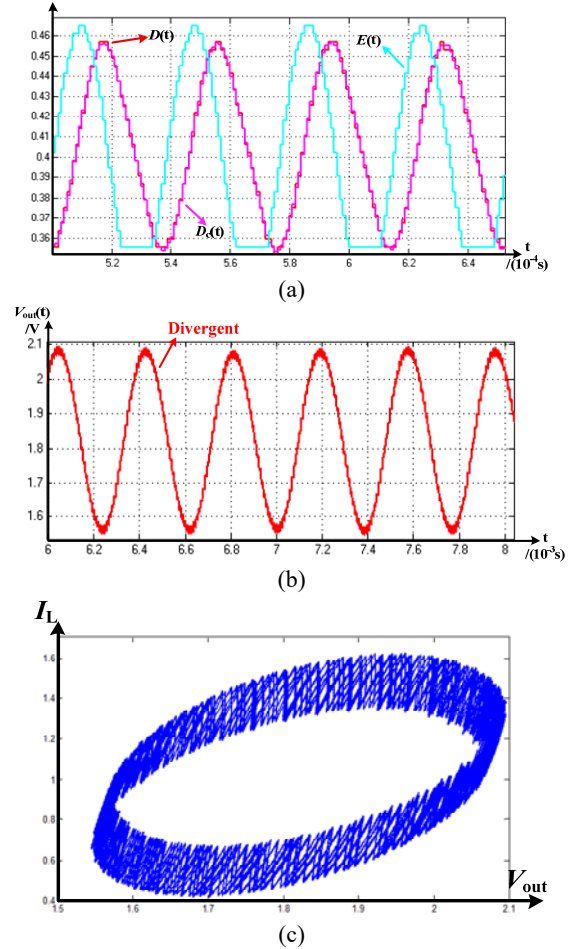 D(t)
E(t)
0.46
0.45
0.44
0.43
0.42
0.41
0.4
0.39
0.38
0.37
0.36
Dc(t)
5.2 5.4 5.6 5.8 6 6.2 6.4
t
/(10⁻⁴s)
(a)
Vout(t)
/V
Divergent
2.1
2
1.9
1.8
1.7
1.6
6 6.2 6.4 6.6 6.8 7 7.2 7.4 7.6 7.8 8
t
/(10⁻³s)
(b)
IL
1.6
1.4
1.2
1
0.8
0.6
0.4
1.5 1.6 1.7 1.8 1.9 2 2.1
Vout
(c)